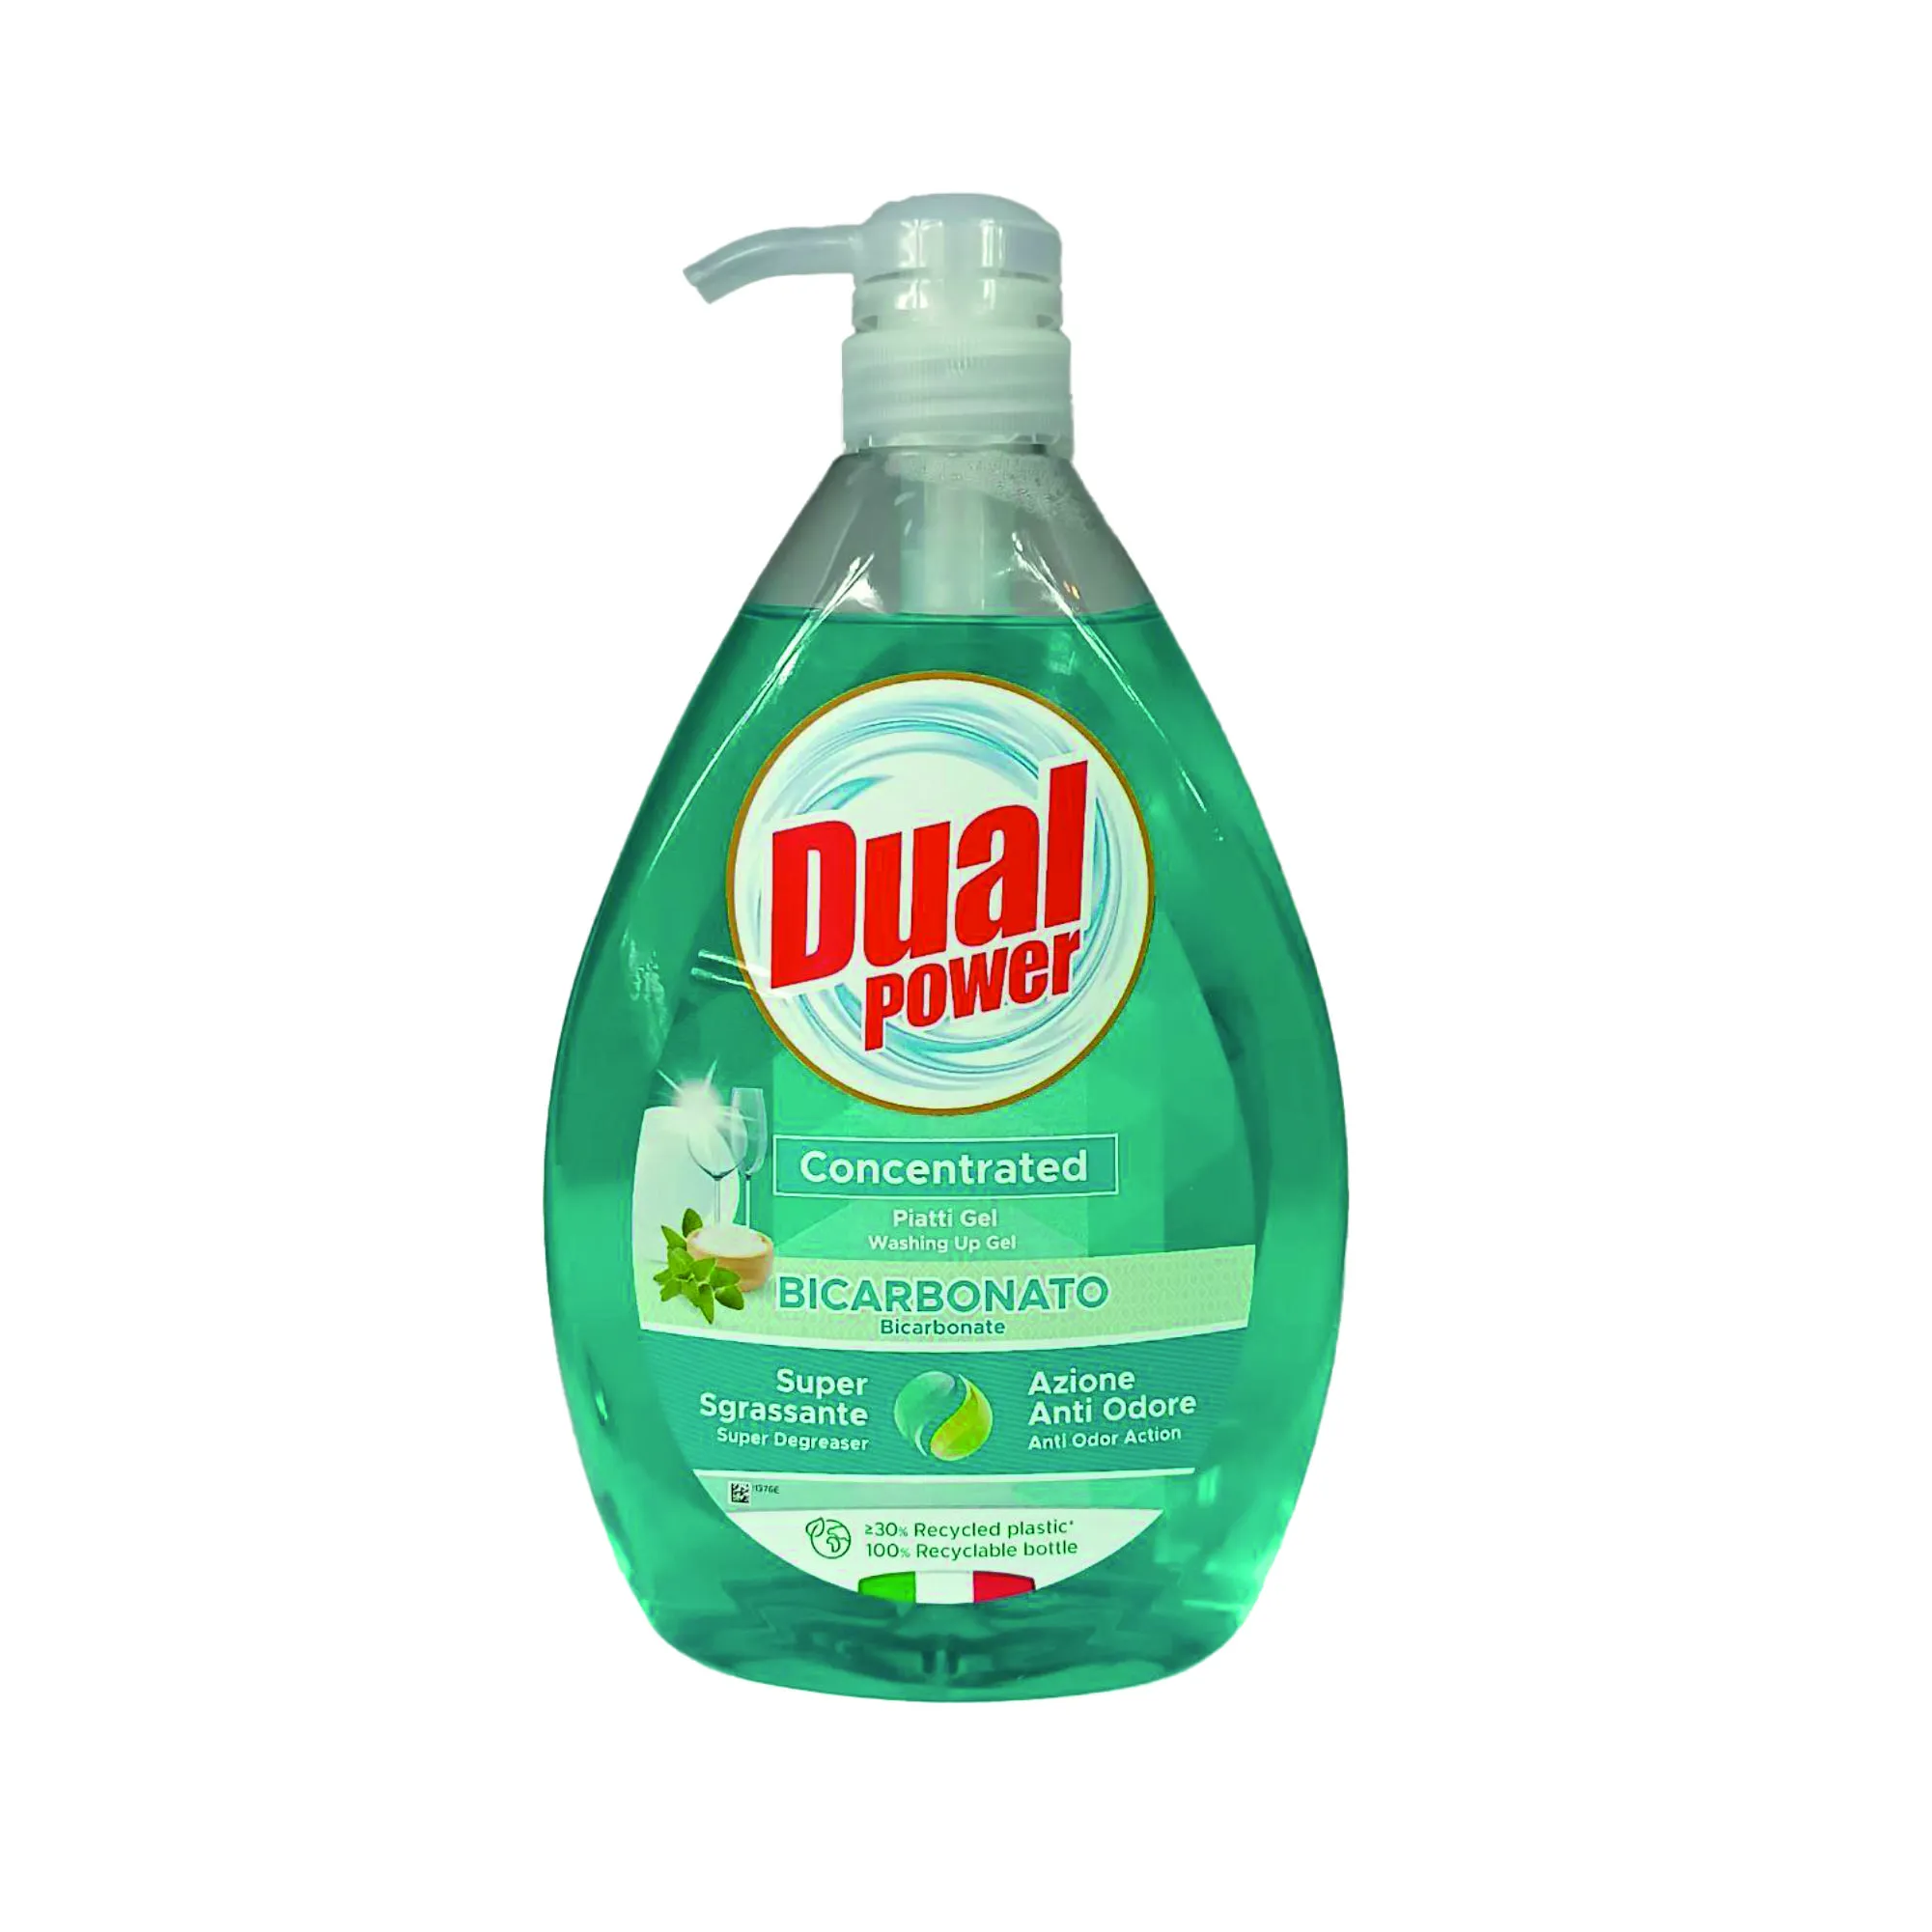 Dual
Power
Concentrated
Piatti Gel
Washing Up Gel
BICARBONATO
Bicarbonate
Super
Sgrassante
Super Degreaser
Azione
Anti Odore
Anti Odor Action
≥30% Recycled plastic*
100% Recyclable bottle